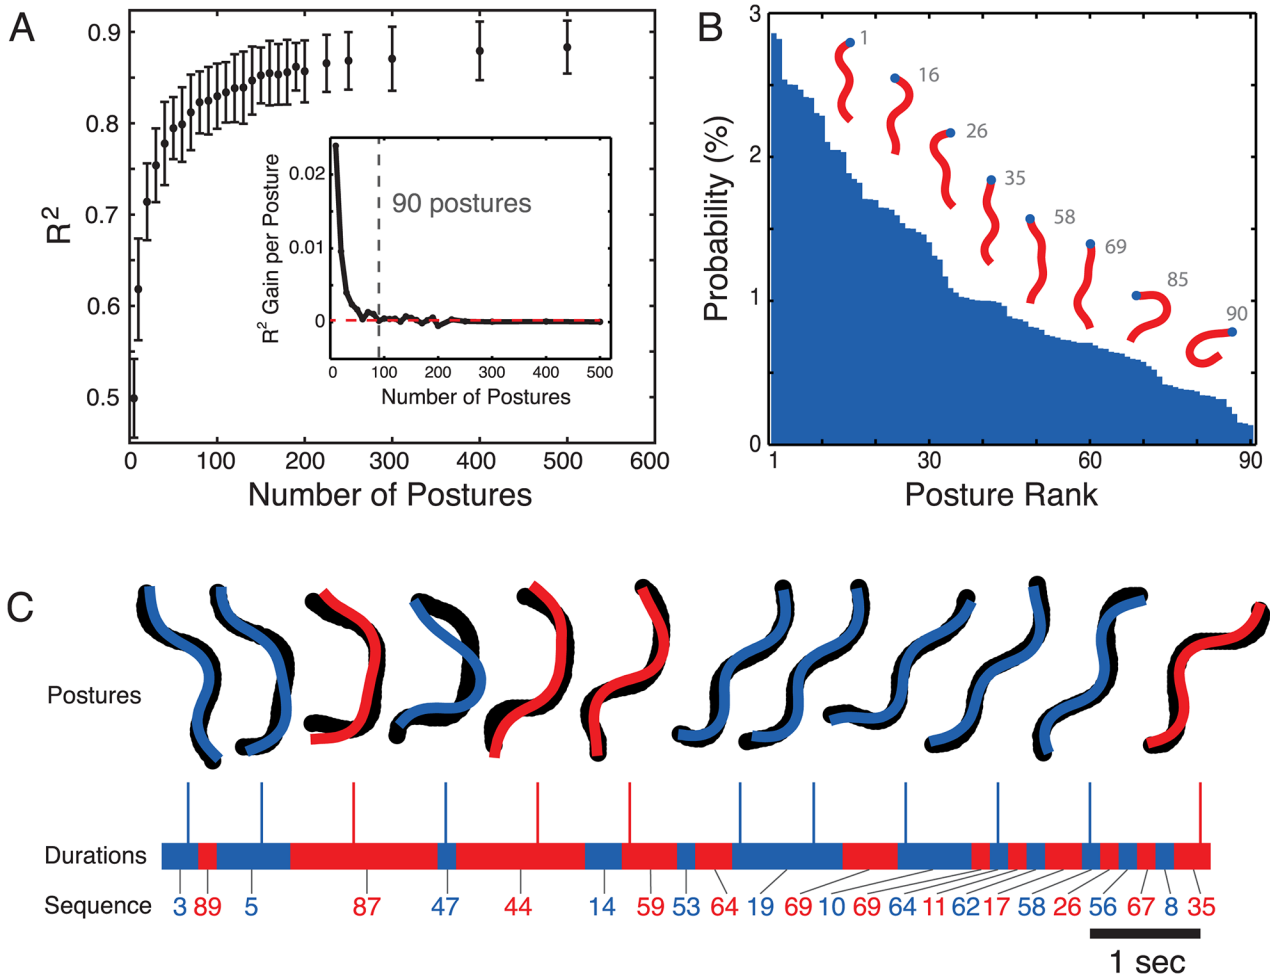 A
R²
0.9
0.8
0.7
0.6
0.5
0 100 200 300 400 500 600
Number of Postures
R² Gain per Posture
0.02
0.01
0
90 postures
0 100 200 300 400 500
Number of Postures
B
Probability (%)
3
2
1
0
1
16
26
35
58
69
85
90
1 30 60 90
Posture Rank
C
Postures
Durations
Sequence 3 89 5 87 47 44 14 59 53 64 19 69 10 69 64 11 62 17 58 26 56 67 8 35
1 sec